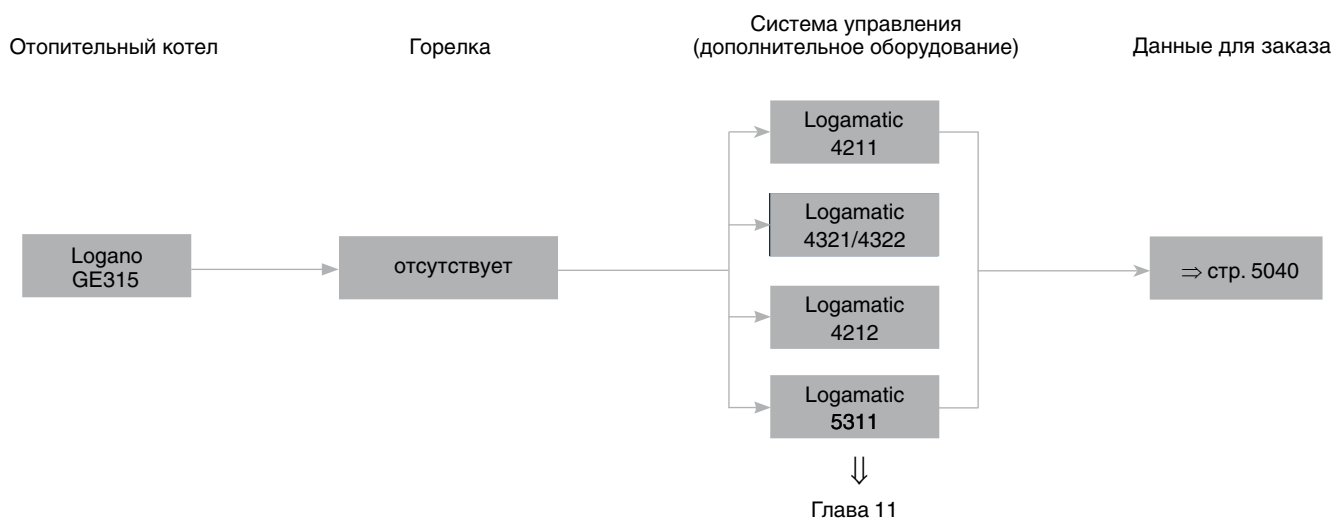 Отопительный котел
Горелка
Система управления
(дополнительное оборудование)
Данные для заказа
Logamatic
4211
Logamatic
4321/4322
Logano
GE315
отсутствует
⇒ стр. 5040
Logamatic
4212
Logamatic
5311
⇓
Глава 11